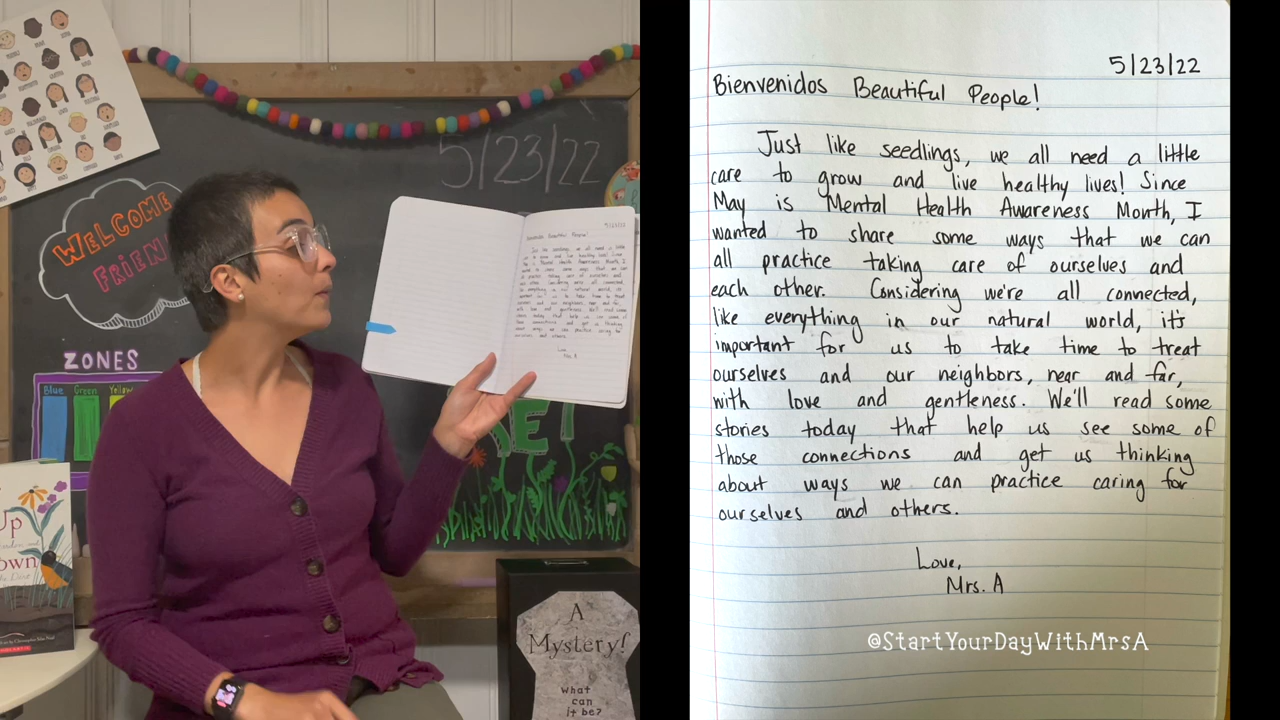 5/23/22
WELCOME
FRIEN
ZONES
Blue Green Yellow
Up
own
A
Mystery!
what
can
it be?
5/23/22
Bienvenidos Beautiful People!
Just like seedlings, we all need a little
care to grow and live healthy lives! Since
May is Mental Health Awareness Month, I
wanted to share some ways that we can
all practice taking care of ourselves and
each other. Considering we're all connected,
like everything in our natural world, it's
important for us to take time to treat
ourselves and our neighbors, near and far,
with love and gentleness. We'll read some
stories today that help us see some of
those connections and get us thinking
about ways we can practice caring for
ourselves and others.
Love,
Mrs. A
@StartYourDayWithMrsA